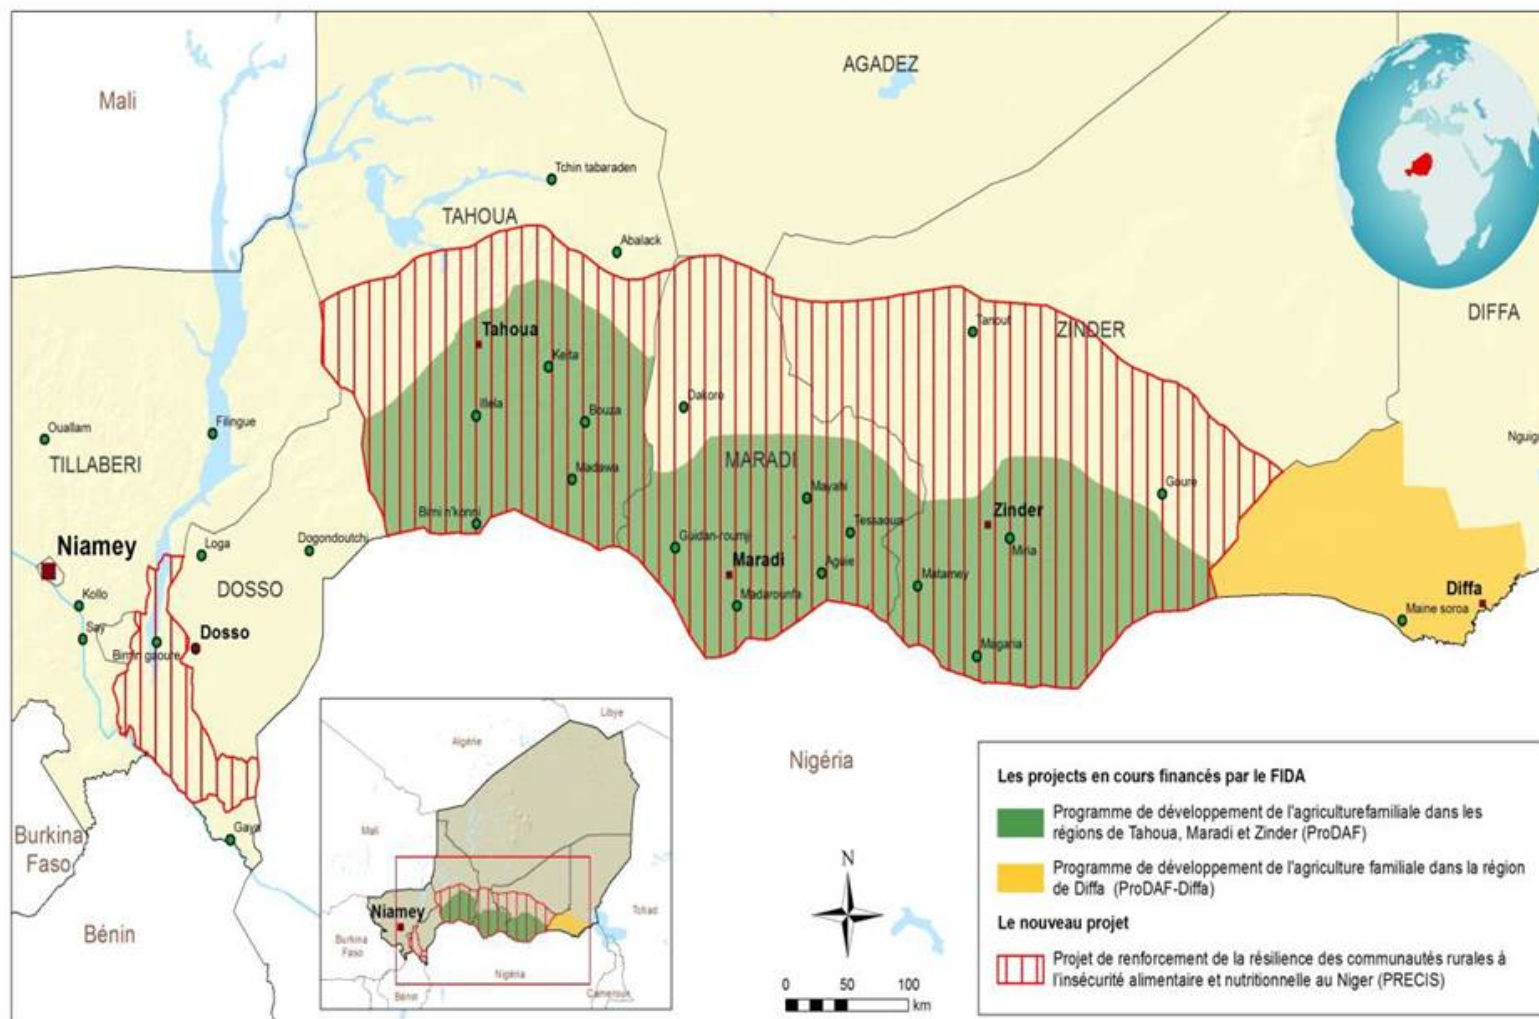 AGADEZ
Mali
Tchin tabaraden
TAHOUA
Abalack
DIFFA
Tanout
ZINDER
Tahoua
Keita
Dakoro
Illela
Bouza
Ouallam
Filingue
Nguig
TILLABERI
MARADI
Madawa
Mayahi
Goure
Birni n'konni
Zinder
Tessaoua
Niamey
Loga
Dogondoutchi
Guidan-roumji
Miria
Maradi
Aguie
Matamey
DOSSO
Kollo
Madarounfa
Diffa
Maine soroa
Say
Dosso
Birnin gaoure
Magaria
Libye
Algérie
Nigéria
Mali
Niamey
Tchad
Burkina
Faso
Nigéria
Bénin
Cameroun
Gaya
Burkina
Faso
Bénin
N
0 50 100
km
Les projects en cours financés par le FIDA
Programme de développement de l'agriculturefamiliale dans les
régions de Tahoua, Maradi et Zinder (ProDAF)
Programme de développement de l'agriculture familiale dans la région
de Diffa (ProDAF-Diffa)
Le nouveau projet
Projet de renforcement de la résilience des communautés rurales à
l'insécurité alimentaire et nutritionnelle au Niger (PRECIS)